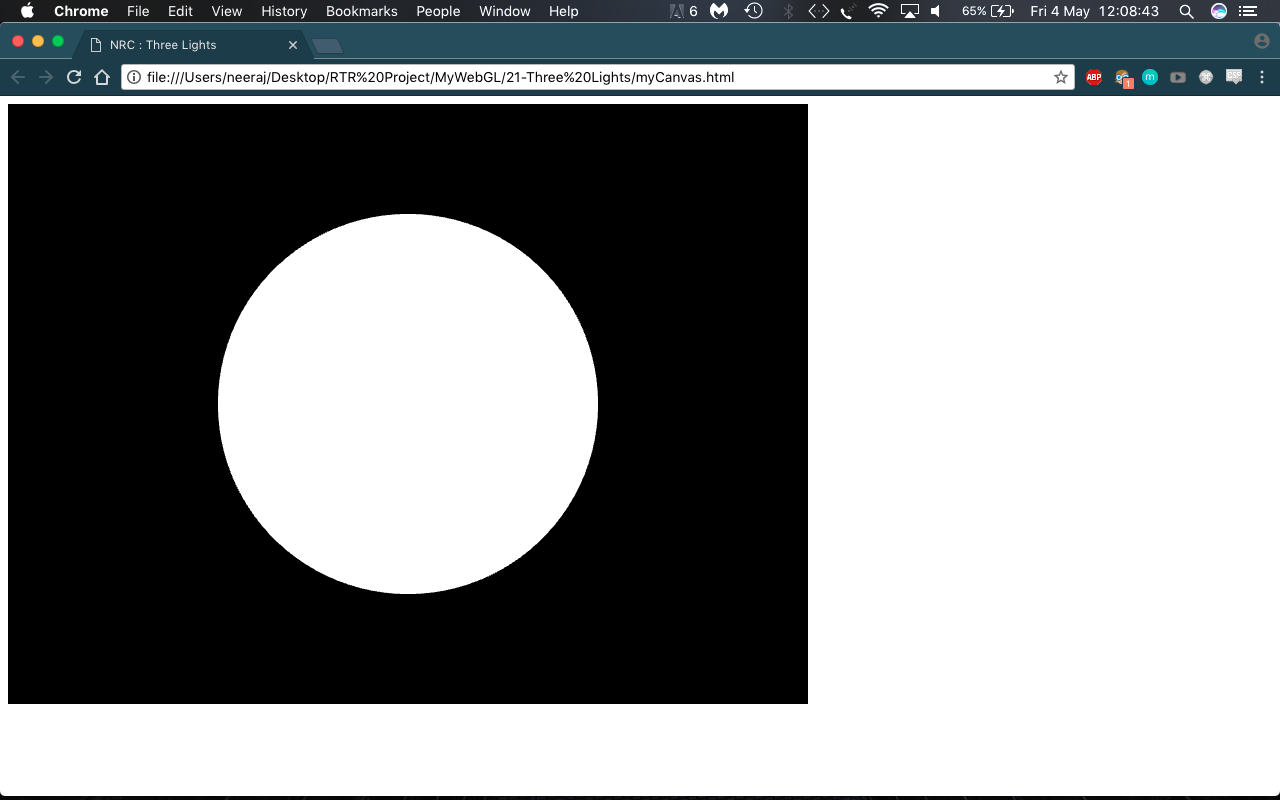 Chrome File Edit View History Bookmarks People Window Help 6 65% Fri 4 May 12:08:43
NRC : Three Lights
file:///Users/neeraj/Desktop/RTR%20Project/MyWebGL/21-Three%20Lights/myCanvas.html ABP 1 m CSP